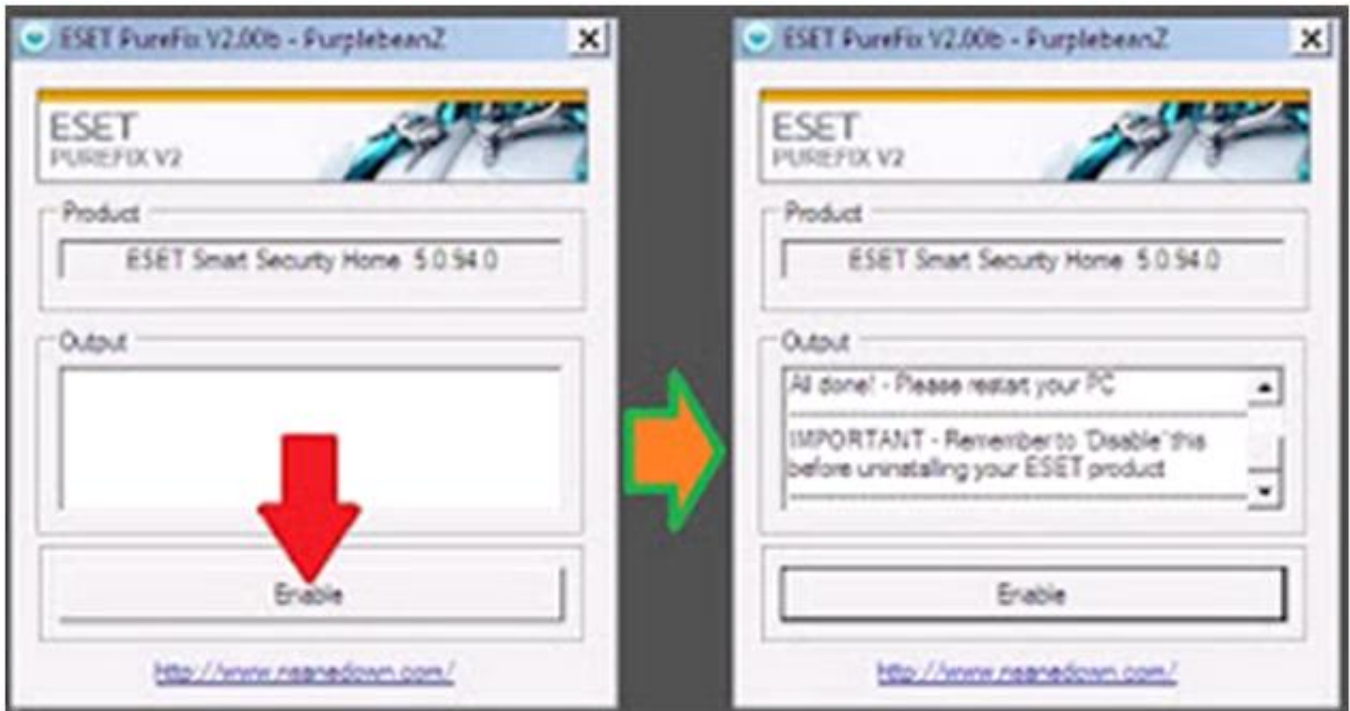 ESET PureFix V2.00b - PurplebeanZ
ESET
PUREFIX V2
Product
ESET Smart Security Home 5.0.94.0
Output
Enable
http://www.nsanedown.com/
ESET PureFix V2.00b - PurplebeanZ
ESET
PUREFIX V2
Product
ESET Smart Security Home 5.0.94.0
Output
All done! - Please restart your PC
IMPORTANT - Remember to 'Disable' this
before uninstalling your ESET product
Enable
http://www.nsanedown.com/